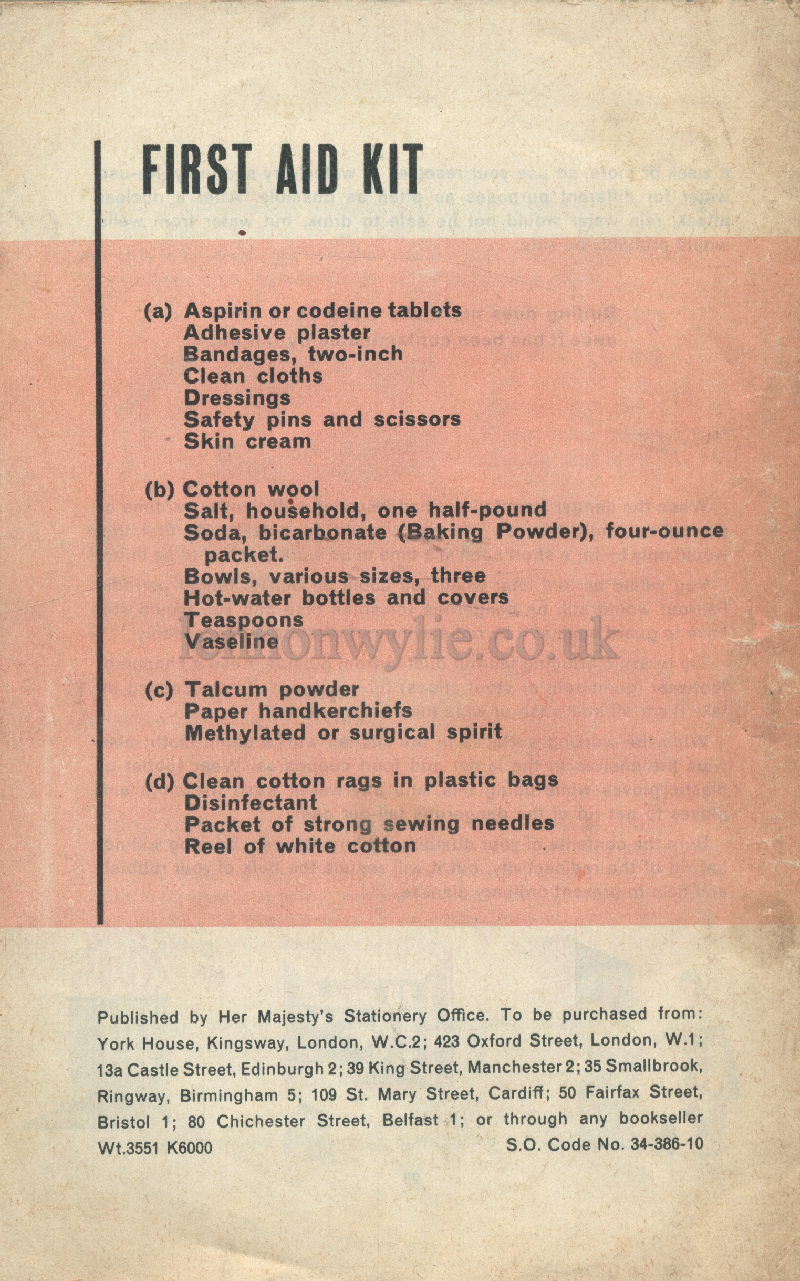 FIRST AID KIT
(a) Aspirin or codeine tablets
Adhesive plaster
Bandages, two-inch
Clean cloths
Dressings
Safety pins and scissors
Skin cream
(b) Cotton wool
Salt, household, one half-pound
Soda, bicarbonate (Baking Powder), four-ounce
packet.
Bowls, various sizes, three
Hot-water bottles and covers
Teaspoons
Vaseline
lemonwylie.co.uk
(c) Talcum powder
Paper handkerchiefs
Methylated or surgical spirit
(d) Clean cotton rags in plastic bags
Disinfectant
Packet of strong sewing needles
Reel of white cotton
Published by Her Majesty's Stationery Office. To be purchased from:
York House, Kingsway, London, W.C.2; 423 Oxford Street, London, W.1;
13a Castle Street, Edinburgh 2; 39 King Street, Manchester 2; 35 Smallbrook,
Ringway, Birmingham 5; 109 St. Mary Street, Cardiff; 50 Fairfax Street,
Bristol 1; 80 Chichester Street, Belfast 1; or through any bookseller
Wt.3551 K6000 S.O. Code No. 34-386-10